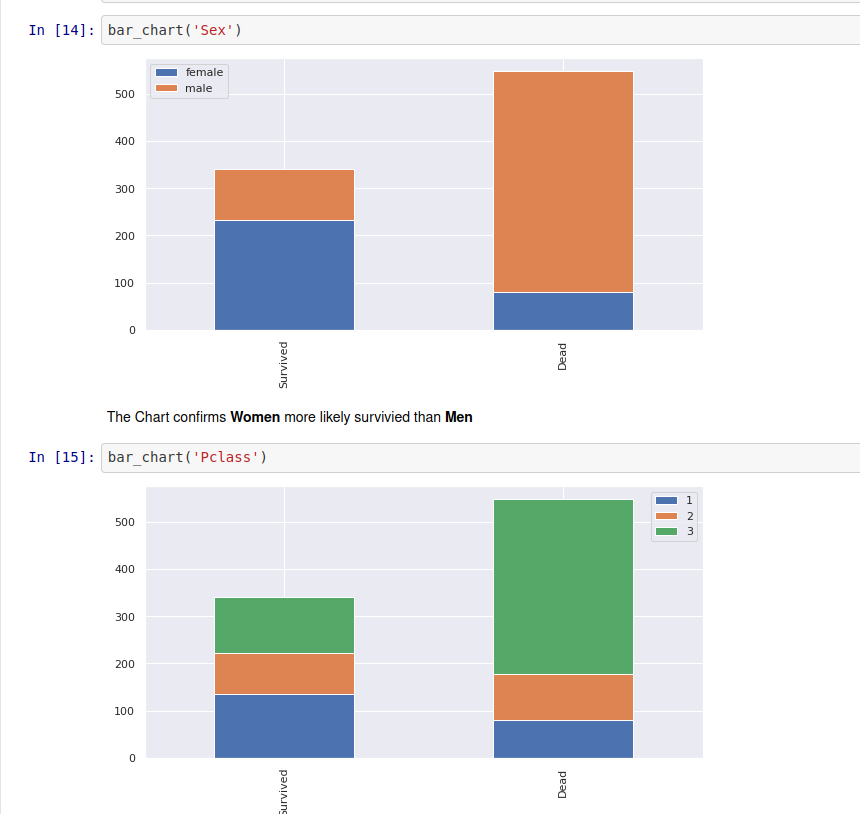 In [14]: bar_chart('Sex')
female
male
500
400
300
200
100
0
Survived
Dead
The Chart confirms Women more likely survivied than Men
In [15]: bar_chart('Pclass')
1
2
3
500
400
300
200
100
0
Survived
Dead